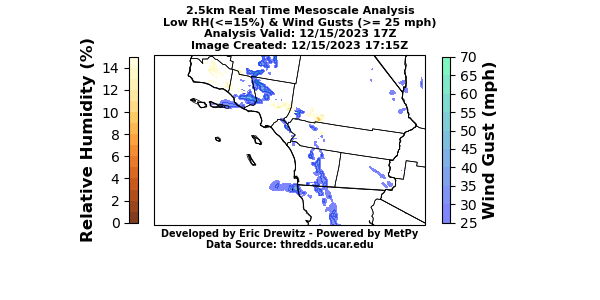 2.5km Real Time Mesoscale Analysis
Low RH(<=15%) & Wind Gusts (>= 25 mph)
Analysis Valid: 12/15/2023 17Z
Image Created: 12/15/2023 17:15Z
Relative Humidity (%)
14
12
10
8
6
4
2
0
70
65
60
55
50
45
40
35
30
25
Wind Gust (mph)
Developed by Eric Drewitz - Powered by MetPy
Data Source: thredds.ucar.edu